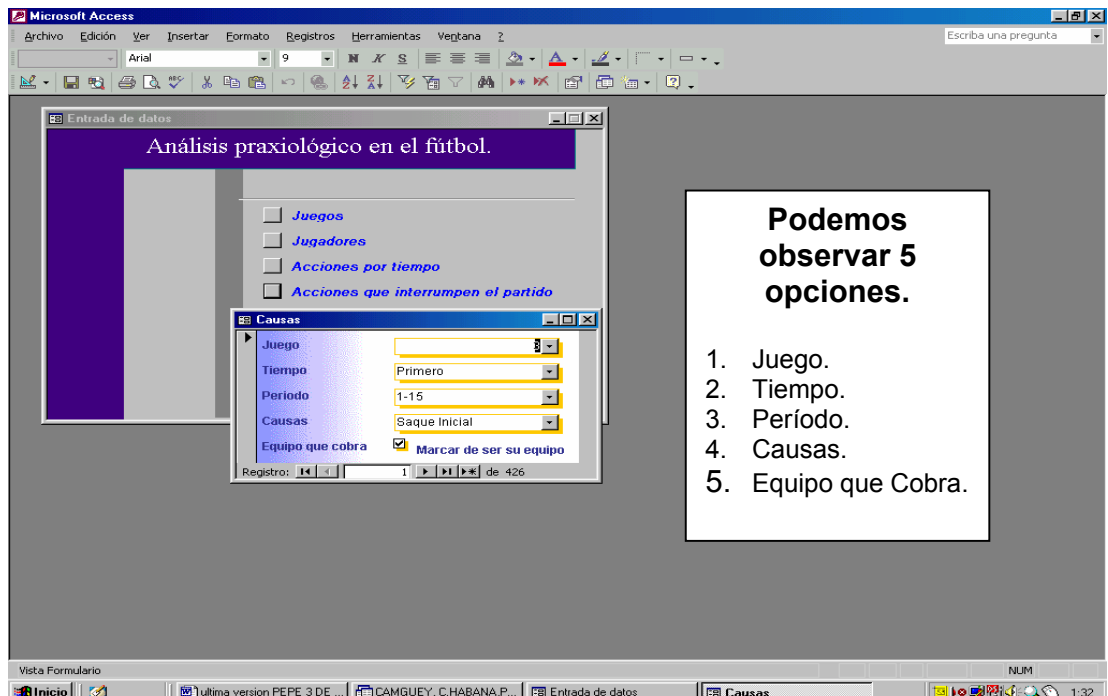 Microsoft Access
Archivo Edición Ver Insertar Formato Registros Herramientas Ventana ?
Escriba una pregunta
Arial 9 N K S
Entrada de datos
Análisis praxiológico en el fútbol.
Juegos
Jugadores
Acciones por tiempo
Acciones que interrumpen el partido
Causas
Juego 3
Tiempo Primero
Periodo 1-15
Causas Saque Inicial
Equipo que cobra Marcar de ser su equipo
Registro: 1 de 426
Podemos
observar 5
opciones.
1. Juego.
2. Tiempo.
3. Período.
4. Causas.
5. Equipo que Cobra.
Vista Formulario NUM
Inicio ultima version PEPE 3 DE ... CAMGUEY, C.HABANA,P... Entrada de datos Causas 1:32